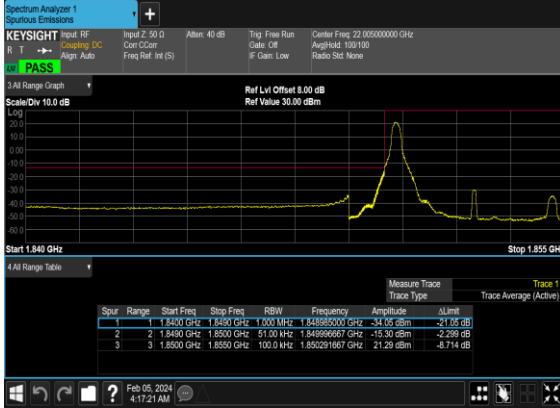 Spectrum Analyzer 1
Spurious Emissions
+
KEYSIGHT Input: RF Input Z: 50 Ω Atten: 40 dB Trig: Free Run Center Freq: 22.005000000 GHz
R T Coupling: DC Corr CCorr Gate: Off Avg|Hold: 100/100
Align: Auto Freq Ref: Int (S) IF Gain: Low Radio Std: None
PASS
3 All Range Graph
Ref Lvl Offset 8.00 dB
Scale/Div 10.0 dB Ref Value 30.00 dBm
Log
20.0
10.0
0.00
-10.0
-20.0
-30.0
-40.0
-50.0
-60.0
Start 1.840 GHz Stop 1.855 GH
4 All Range Table
Measure Trace Trace 1
Trace Type Trace Average (Active)
Spur Range Start Freq Stop Freq RBW Frequency Amplitude ΔLimit
1 1 1.8400 GHz 1.8490 GHz 1.000 MHz 1.848985000 GHz -34.05 dBm -21.05 dB
2 2 1.8490 GHz 1.8500 GHz 51.00 kHz 1.849996667 GHz -15.30 dBm -2.299 dB
3 3 1.8500 GHz 1.8550 GHz 100.0 kHz 1.850291667 GHz 21.29 dBm -8.714 dB
? Feb 05, 2024
4:17:21 AM